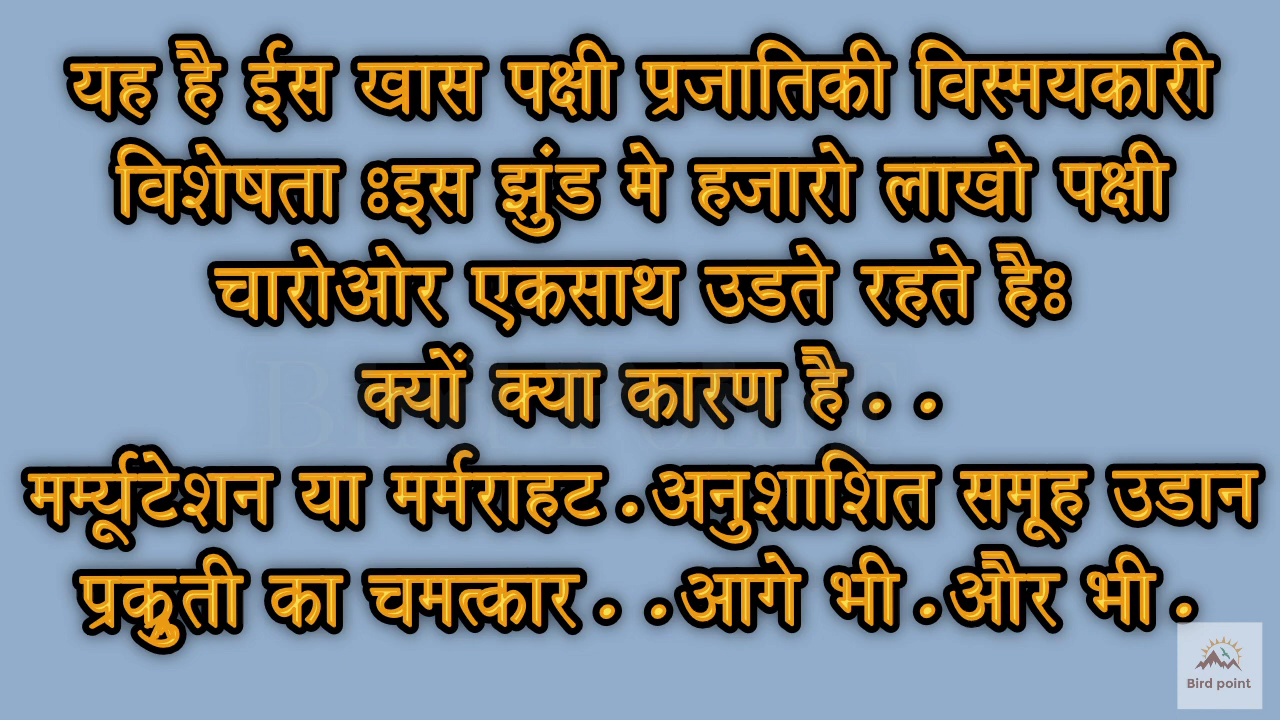 यह है ईस खास पक्षी प्रजातिकी विस्मयकारी
विशेषता ःइस झुंड मे हजारो लाखो पक्षी
चारोओर एकसाथ उडते रहते हैः
क्यों क्या कारण है . .
मर्म्यूटेशन या मर्मराहट .अनुशाशित समूह उडान
प्रकुृती का चमत्कार . .आगे भी .और भी .
Bird point